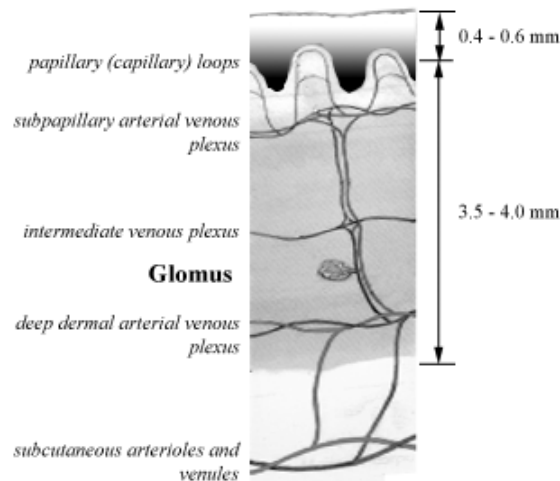 0.4 - 0.6 mm
papillary (capillary) loops
subpapillary arterial venous
plexus
3.5 - 4.0 mm
intermediate venous plexus
Glomus
deep dermal arterial venous
plexus
subcutaneous arterioles and
venules